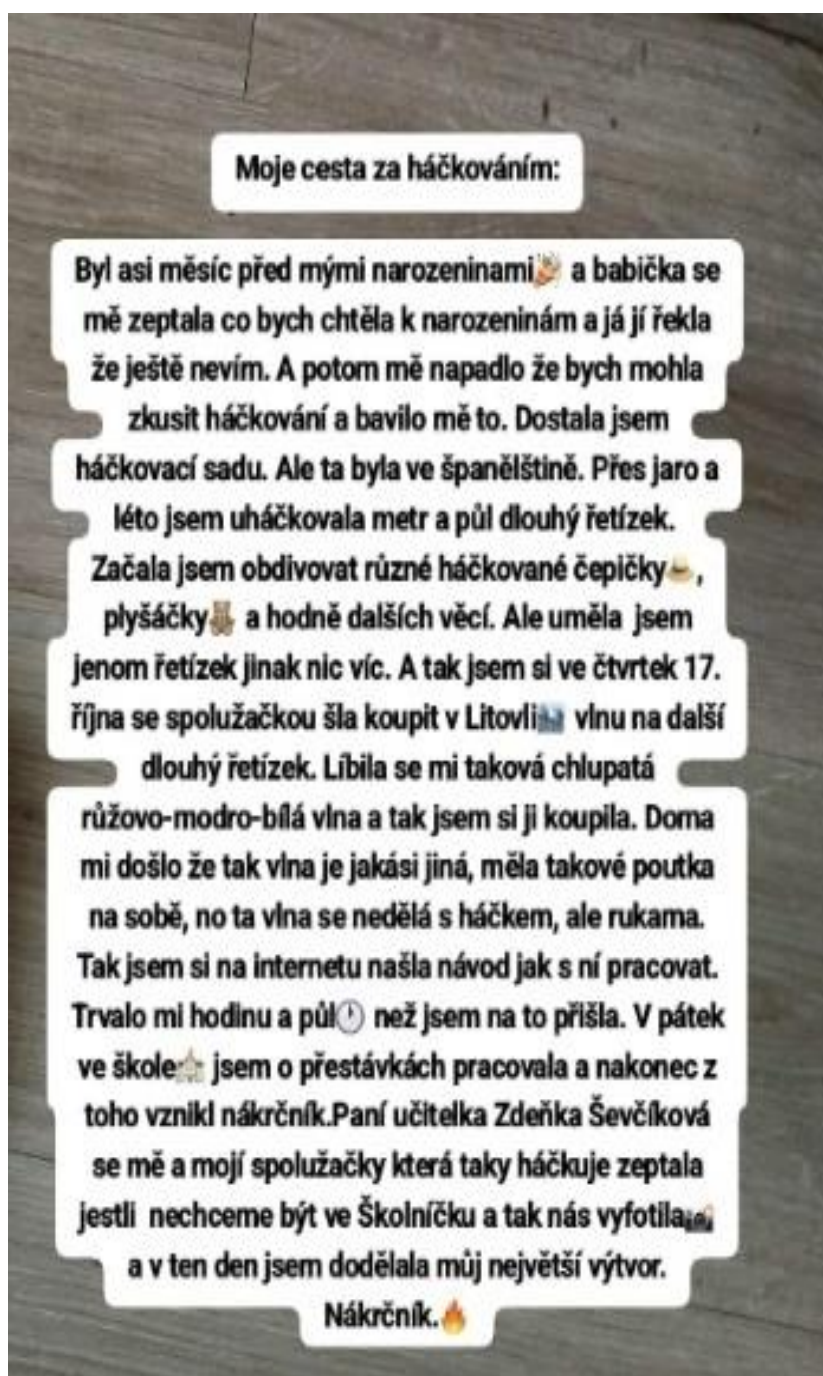 Moje cesta za háčkováním:
Byl asi měsíc před mými narozeninami🎉 a babička se
mě zeptala co bych chtěla k narozeninám a já jí řekla
že ještě nevím. A potom mě napadlo že bych mohla
zkusit háčkování a bavilo mě to. Dostala jsem
háčkovací sadu. Ale ta byla ve španělštině. Přes jaro a
léto jsem uháčkovala metr a půl dlouhý řetízek.
Začala jsem obdivovat různé háčkované čepičky👒,
plyšáčky🧸 a hodně dalších věcí. Ale uměla jsem
jenom řetízek jinak nic víc. A tak jsem si ve čtvrtek 17.
října se spolužačkou šla koupit v Litovli🏙️ vlnu na další
dlouhý řetízek. Líbila se mi taková chlupatá
růžovo-modro-bílá vlna a tak jsem si ji koupila. Doma
mi došlo že tak vlna je jakási jiná, měla takové poutka
na sobě, no ta vlna se nedělá s háčkem, ale rukama.
Tak jsem si na internetu našla návod jak s ní pracovat.
Trvalo mi hodinu a půl🕐 než jsem na to přišla. V pátek
ve škole🏫 jsem o přestávkách pracovala a nakonec z
toho vznikl nákrčník.Paní učitelka Zdeňka Ševčíková
se mě a mojí spolužačky která taky háčkuje zeptala
jestli nechceme být ve Školníčku a tak nás vyfotila📸
a v ten den jsem dodělala můj největší výtvor.
Nákrčník.🔥